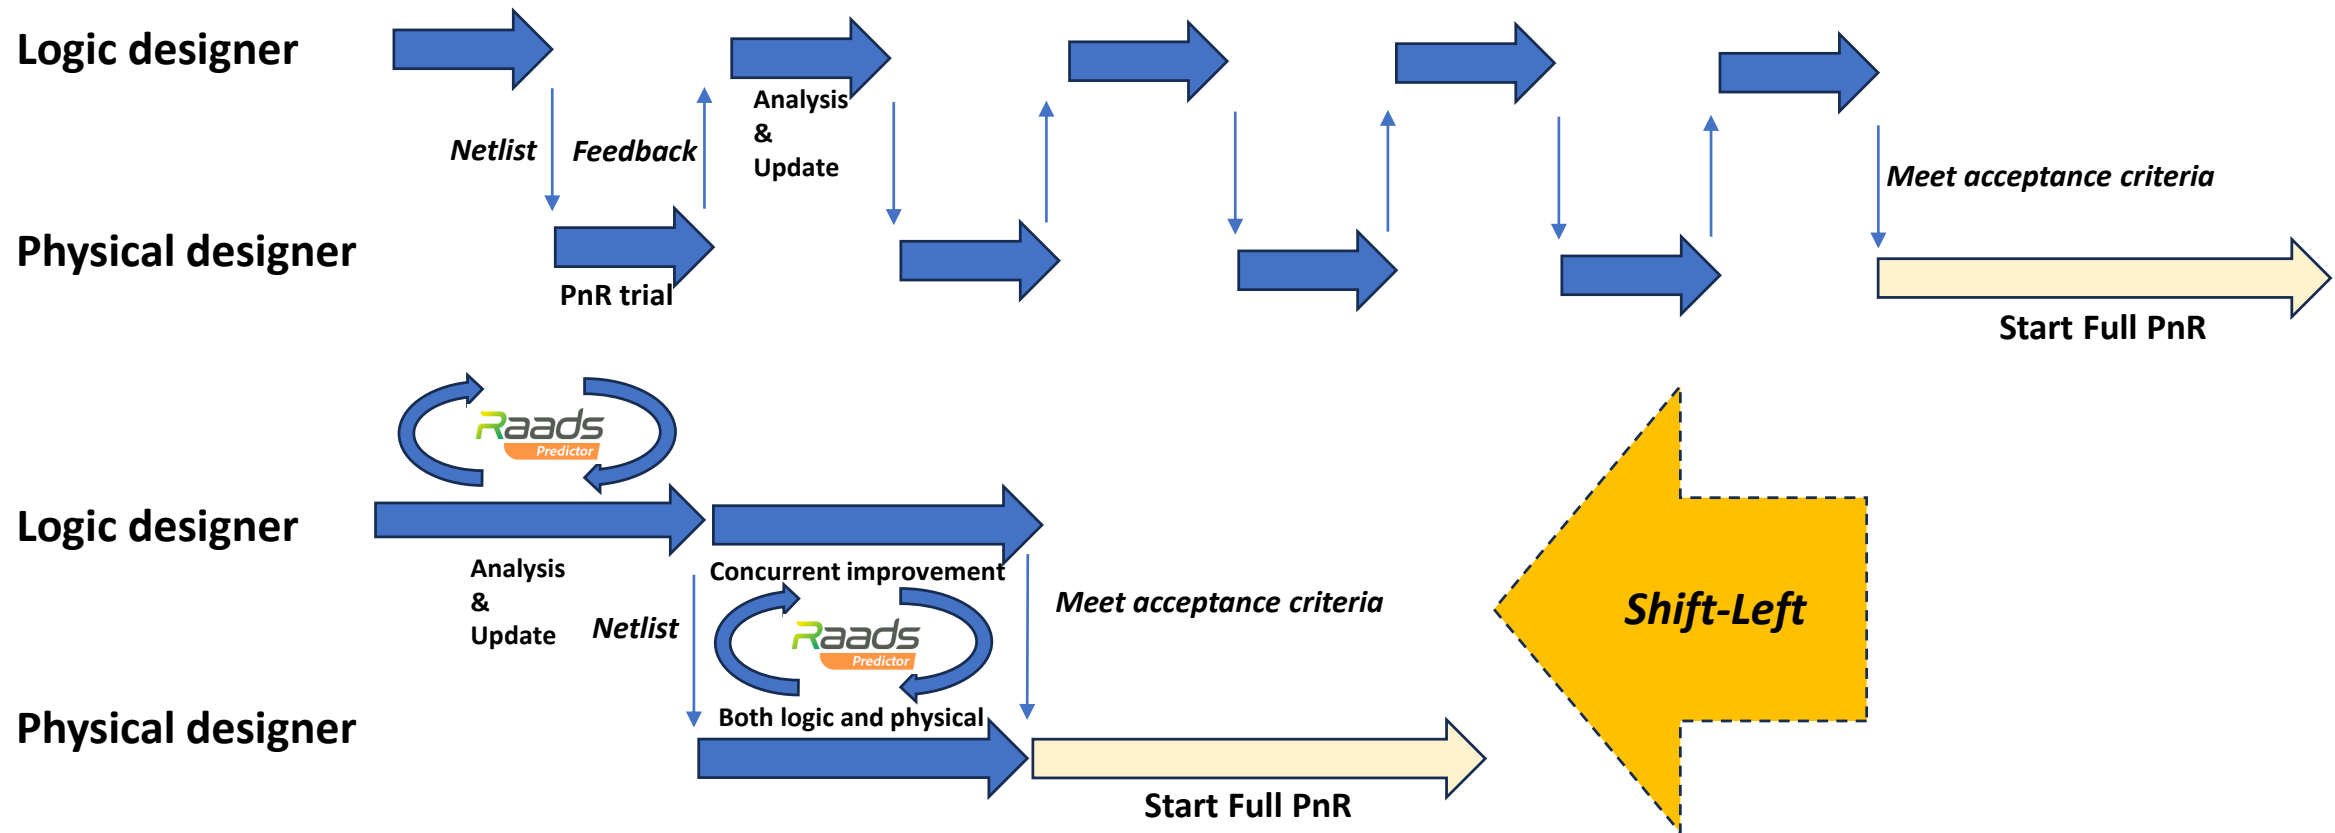 Logic designer
Analysis
&
Update
Netlist
Feedback
Meet acceptance criteria
Physical designer
PnR trial
Start Full PnR
Raads
Predictor
Logic designer
Analysis
&
Update
Concurrent improvement
Netlist
Raads
Predictor
Meet acceptance criteria
Shift-Left
Both logic and physical
Physical designer
Start Full PnR